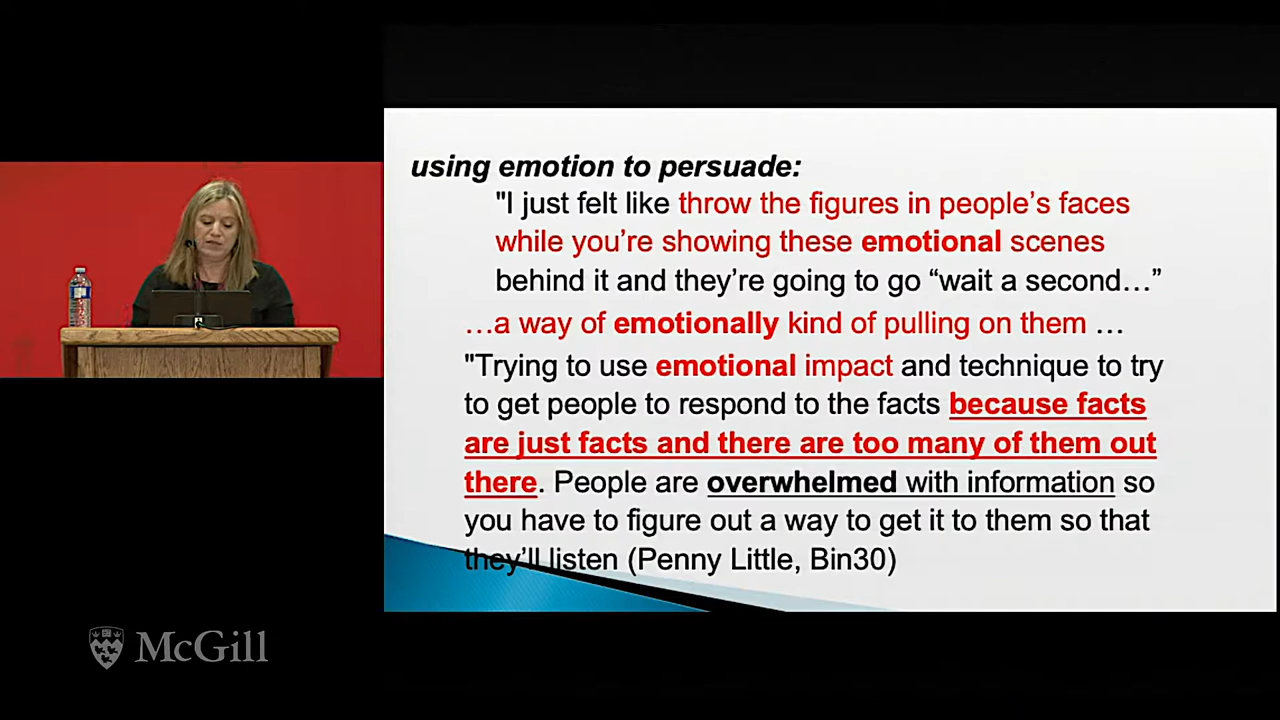 using emotion to persuade:
"I just felt like throw the figures in people’s faces
while you’re showing these emotional scenes
behind it and they’re going to go “wait a second…”
…a way of emotionally kind of pulling on them …
"Trying to use emotional impact and technique to try
to get people to respond to the facts because facts
are just facts and there are too many of them out
there. People are overwhelmed with information so
you have to figure out a way to get it to them so that
they’ll listen (Penny Little, Bin30)
McGill